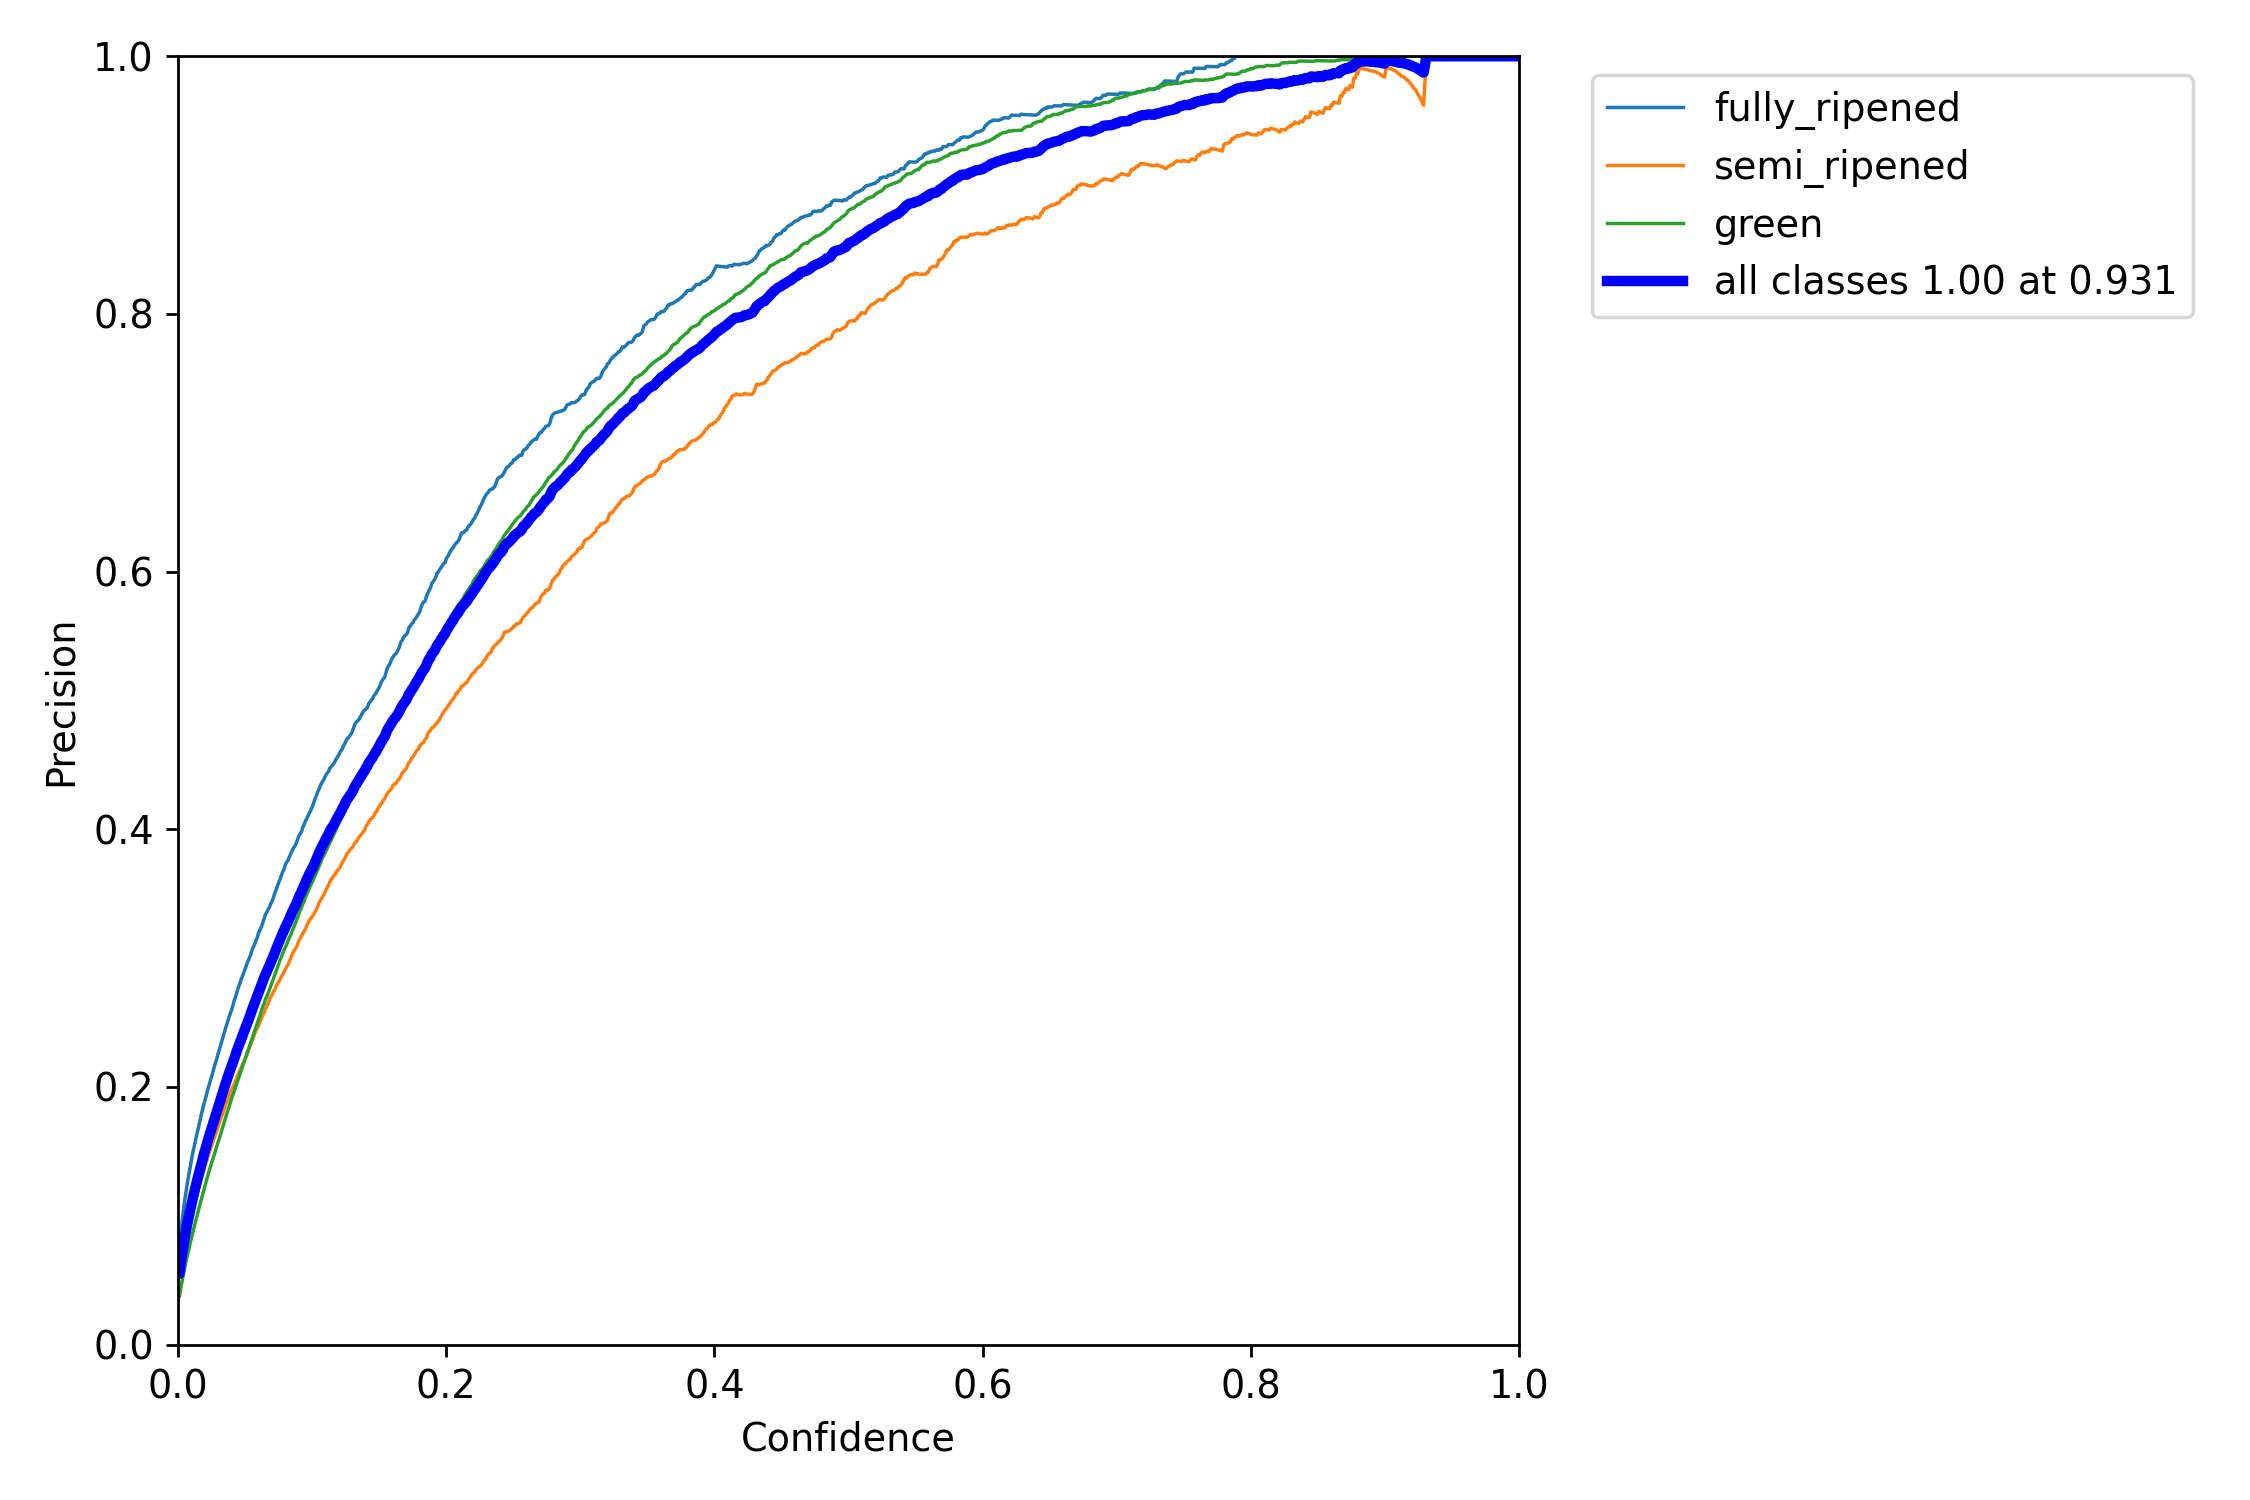 1.0
0.8
0.6
0.4
0.2
0.0
Precision
0.0 0.2 0.4 0.6 0.8 1.0
Confidence
fully_ripened
semi_ripened
green
all classes 1.00 at 0.931